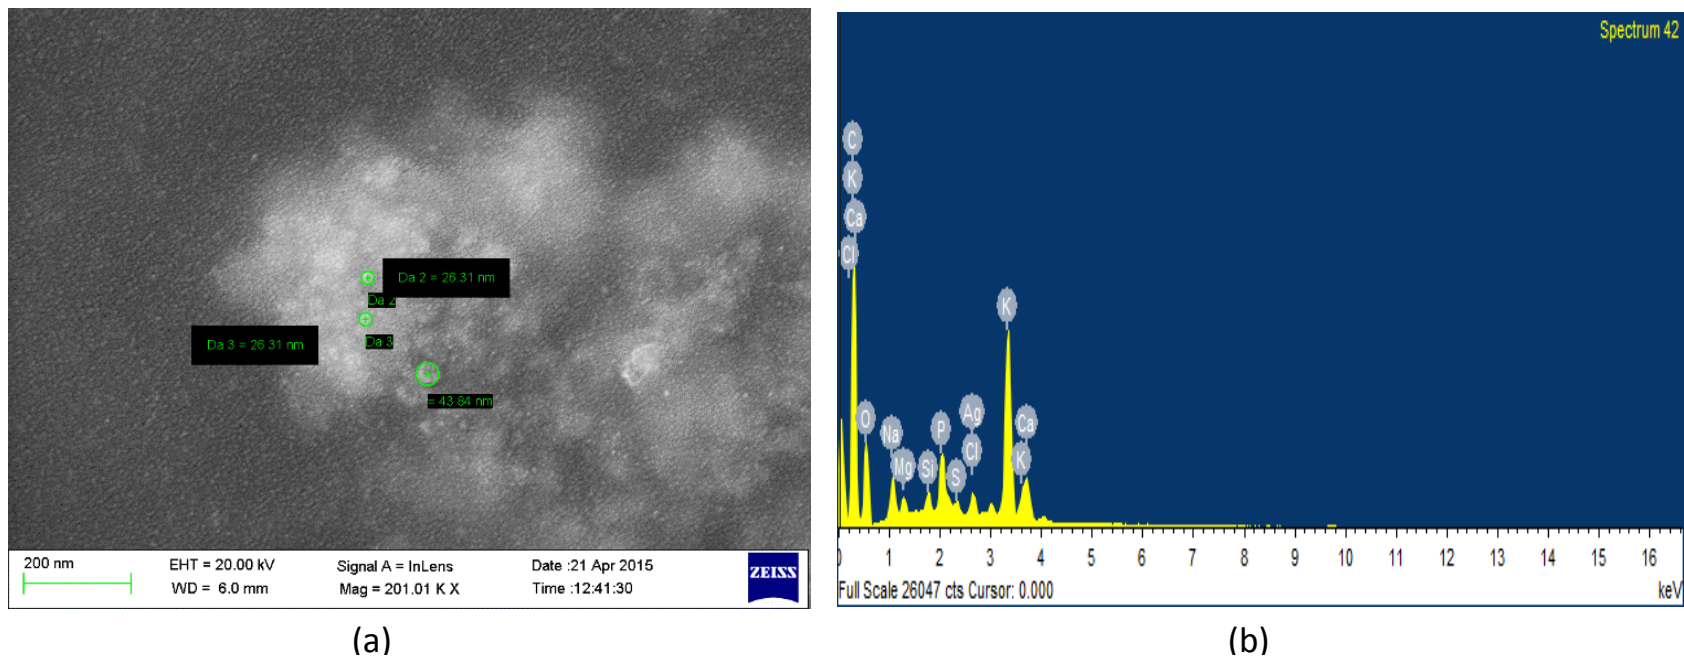 Da 2 = 26.31 nm
Da 2
Da 3 = 26.31 nm
Da 3
= 43.84 nm
200 nm
EHT = 20.00 kV
WD = 6.0 mm
Signal A = InLens
Mag = 201.01 K X
Date :21 Apr 2015
Time :12:41:30
ZEISS
(a)
Spectrum 42
C
K
Ca
Cl
O
Na
Mg
Si
P
S
Ag
Cl
K
Ca
K
0 1 2 3 4 5 6 7 8 9 10 11 12 13 14 15 16
Full Scale 26047 cts Cursor: 0.000
keV
(b)